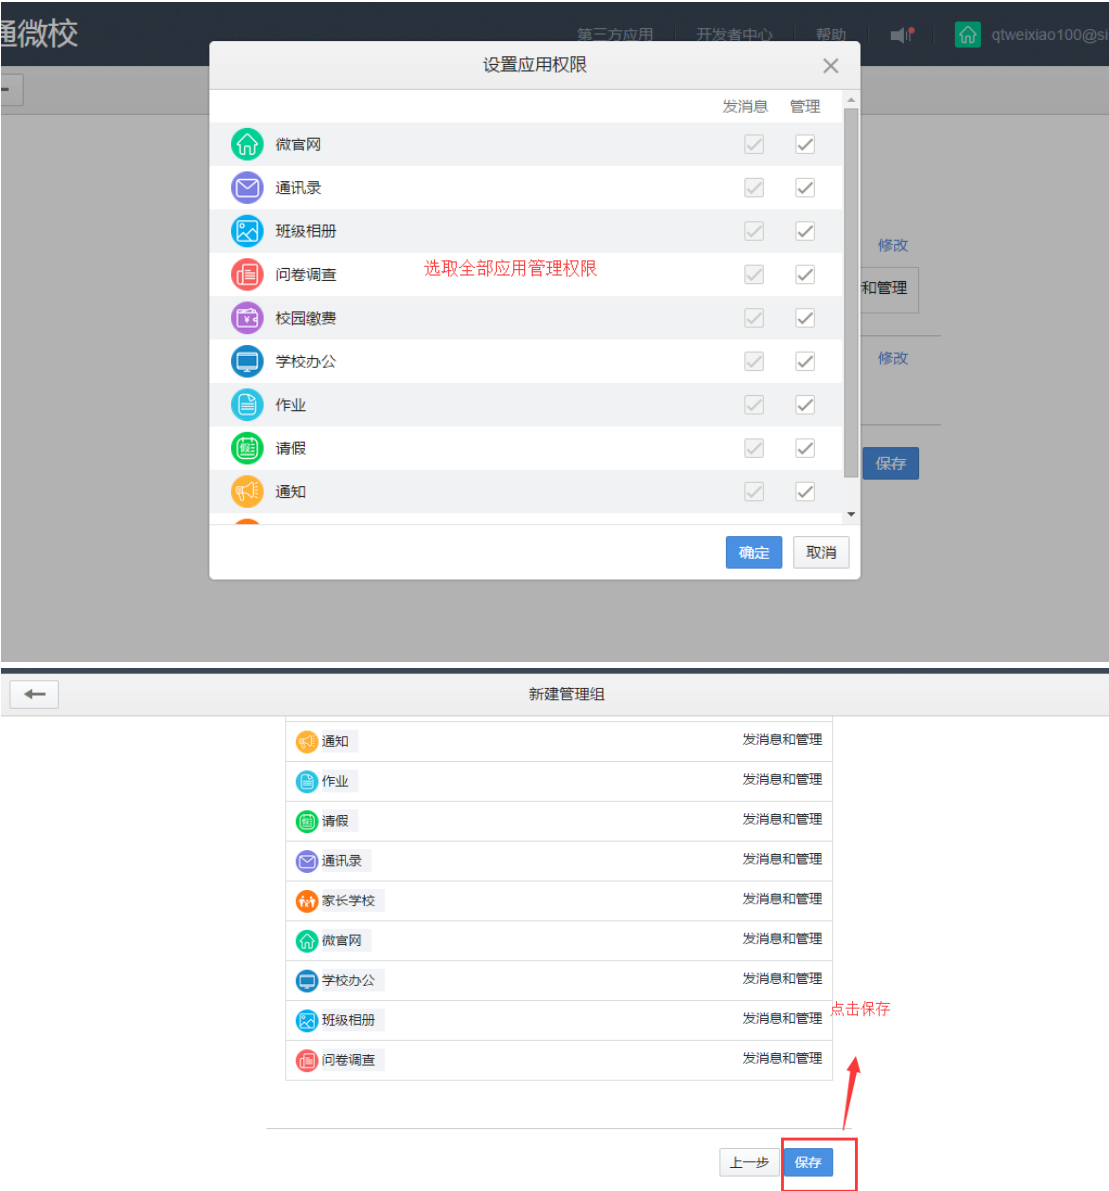 通微校
第三方应用 开发者中心 帮助 qtweixiao100@si
设置应用权限
发消息 管理
微官网
通讯录
班级相册
修改
问卷调查
选取全部应用管理权限
和管理
校园缴费
学校办公
修改
作业
请假
保存
通知
确定 取消
新建管理组
通知 发消息和管理
作业 发消息和管理
请假 发消息和管理
通讯录 发消息和管理
家长学校 发消息和管理
微官网 发消息和管理
学校办公 发消息和管理
班级相册 发消息和管理
点击保存
问卷调查 发消息和管理
上一步 保存